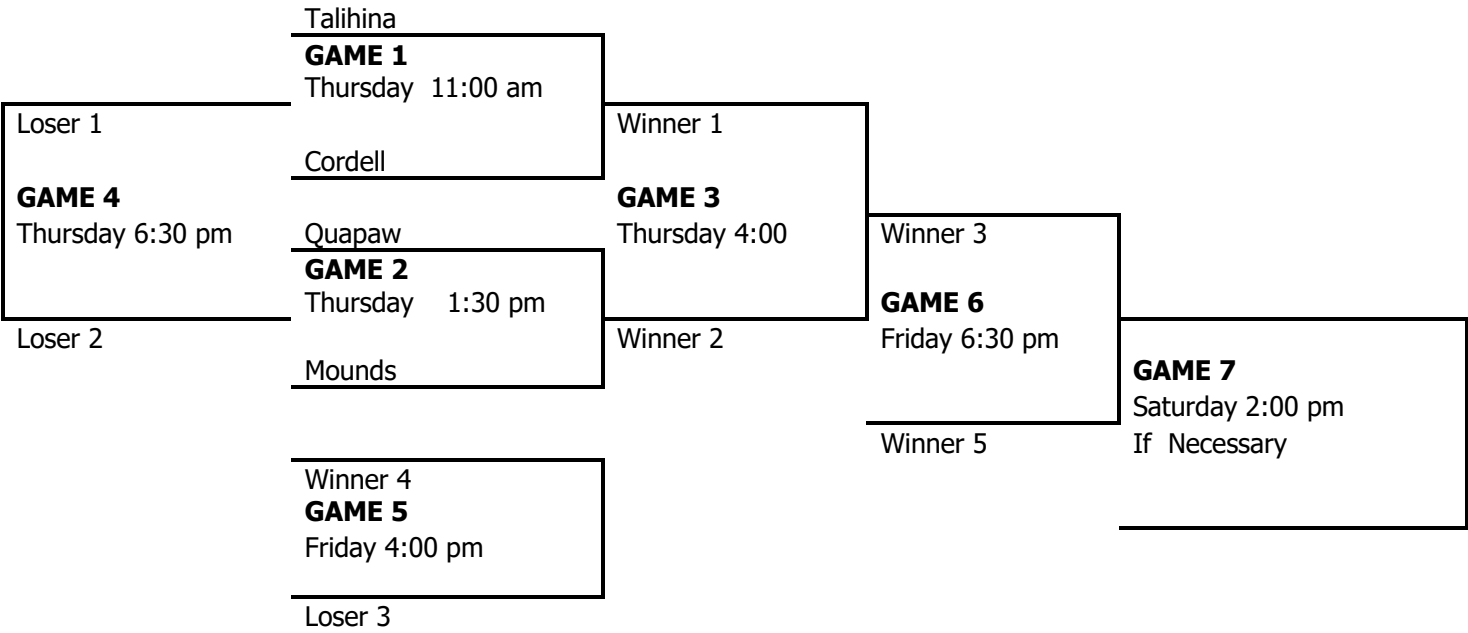 Talihina
GAME 1
Thursday 11:00 am
Loser 1
Winner 1
Cordell
GAME 4
GAME 3
Thursday 6:30 pm
Quapaw
Thursday 4:00
Winner 3
GAME 2
Thursday 1:30 pm
GAME 6
Loser 2
Winner 2
Friday 6:30 pm
Mounds
GAME 7
Saturday 2:00 pm
Winner 5
If Necessary
Winner 4
GAME 5
Friday 4:00 pm
Loser 3